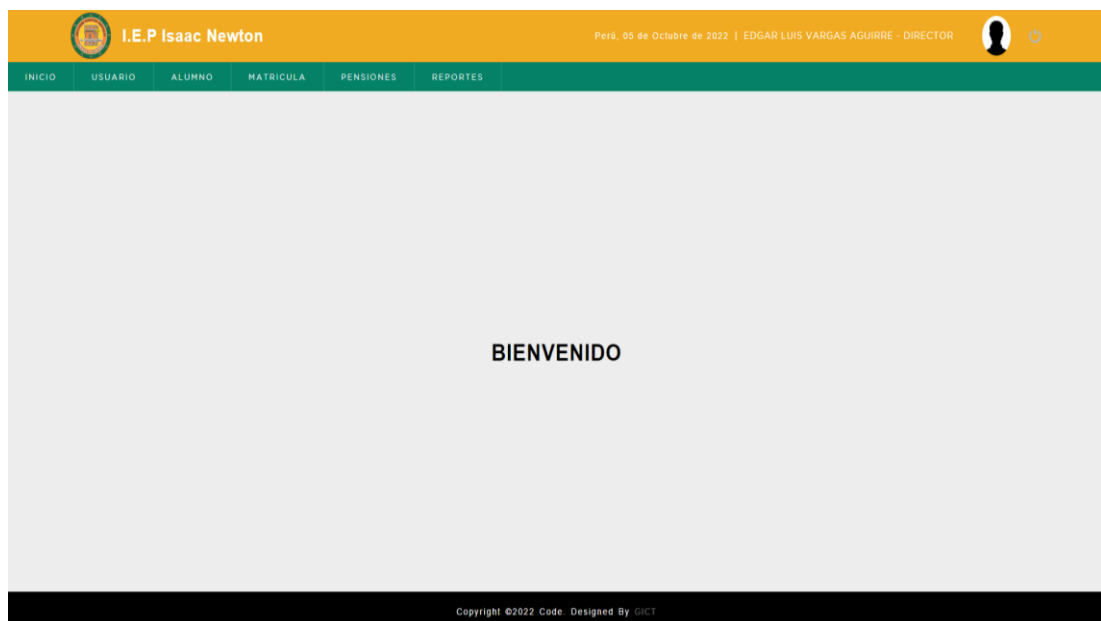 I.E.P Isaac Newton
Perú, 05 de Octubre de 2022 | EDGAR LUIS VARGAS AGUIRRE - DIRECTOR
INICIO USUARIO ALUMNO MATRICULA PENSIONES REPORTES
BIENVENIDO
Copyright ©2022 Code. Designed By GICT